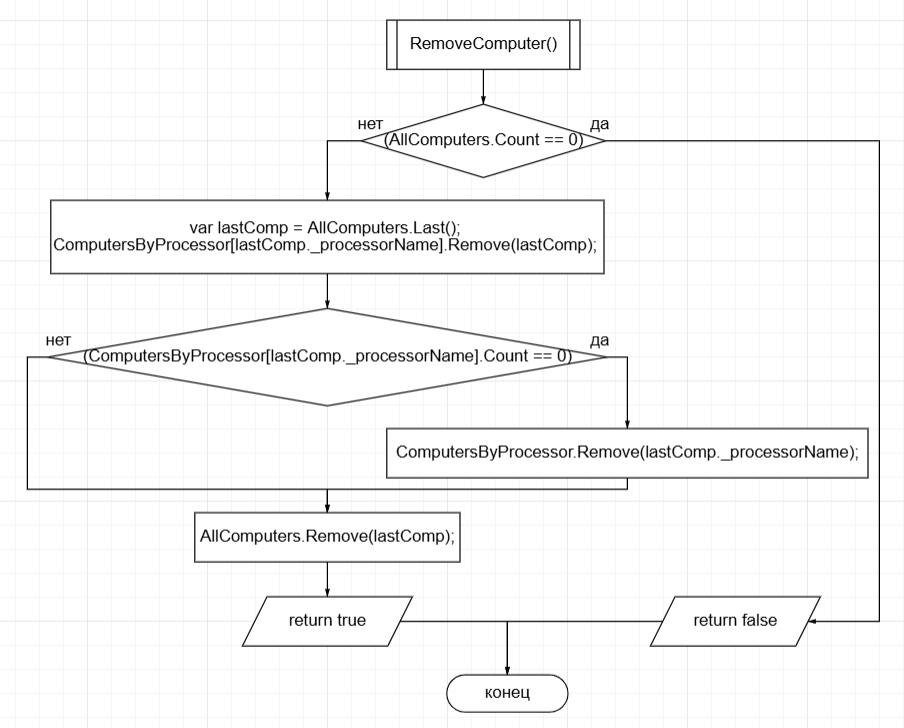 RemoveComputer()
нет
да
(AllComputers.Count == 0)
var lastComp = AllComputers.Last();
ComputersByProcessor[lastComp._processorName].Remove(lastComp);
нет
да
(ComputersByProcessor[lastComp._processorName].Count == 0)
ComputersByProcessor.Remove(lastComp._processorName);
AllComputers.Remove(lastComp);
return true
return false
конец